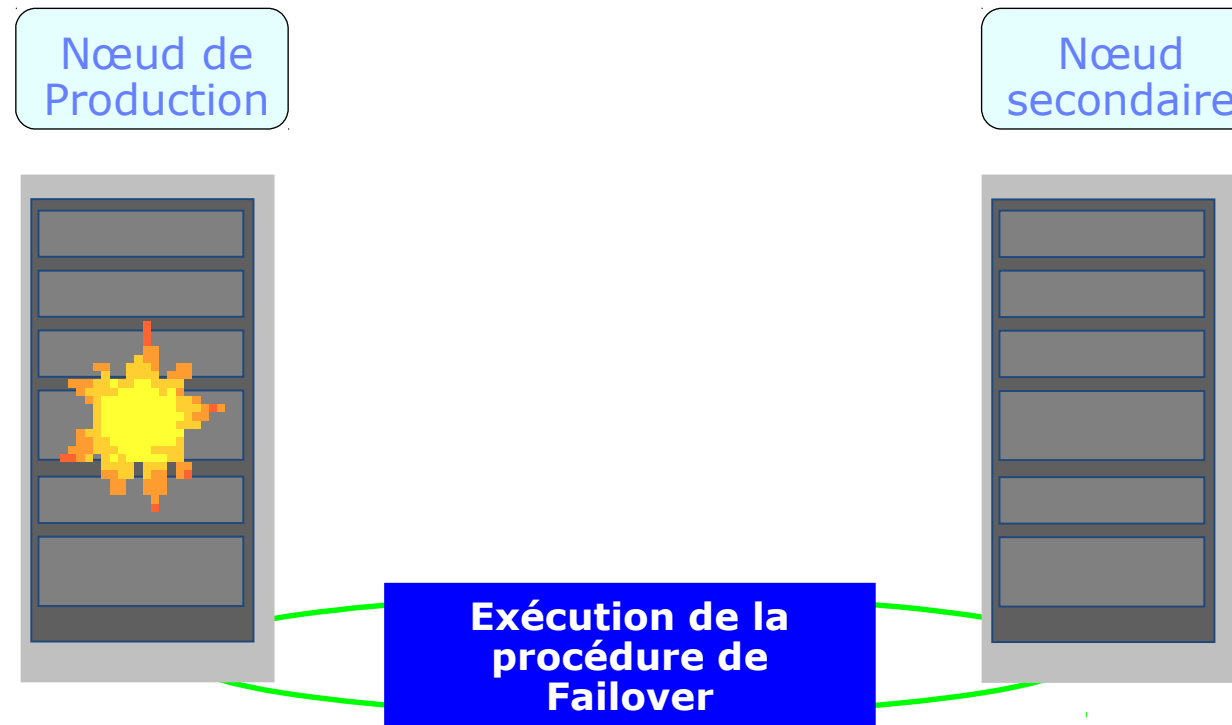 Nœud de
Production
Nœud
secondaire
Exécution de la
procédure de
Failover